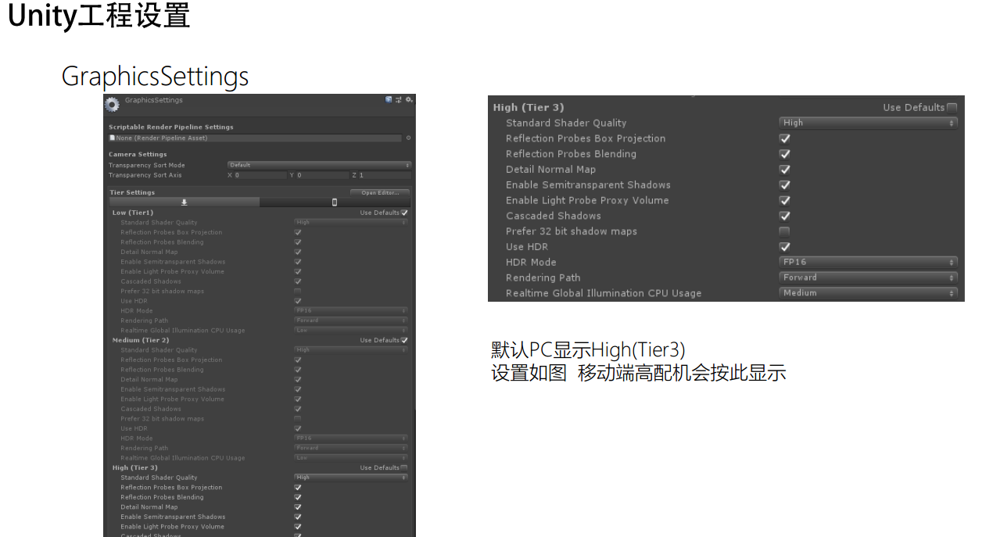 Unity工程设置
GraphicsSettings
GraphicsSettings
Scriptable Render Pipeline Settings
None (Render Pipeline Asset)
Camera Settings
Transparency Sort Mode Default
Transparency Sort Axis X 0 Y 0 Z 1
Tier Settings Open Editor...
Low (Tier1) Use Defaults
Standard Shader Quality High
Reflection Probes Box Projection
Reflection Probes Blending
Detail Normal Map
Enable Semitransparent Shadows
Enable Light Probe Proxy Volume
Cascaded Shadows
Prefer 32 bit shadow maps
Use HDR
HDR Mode FP16
Rendering Path Forward
Realtime Global Illumination CPU Usage Low
Medium (Tier 2) Use Defaults
Standard Shader Quality High
Reflection Probes Box Projection
Reflection Probes Blending
Detail Normal Map
Enable Semitransparent Shadows
Enable Light Probe Proxy Volume
Cascaded Shadows
Prefer 32 bit shadow maps
Use HDR
HDR Mode FP16
Rendering Path Forward
Realtime Global Illumination CPU Usage Low
High (Tier 3) Use Defaults
Standard Shader Quality High
Reflection Probes Box Projection
Reflection Probes Blending
Detail Normal Map
Enable Semitransparent Shadows
Enable Light Probe Proxy Volume
Cascaded Shadows
High (Tier 3) Use Defaults
Standard Shader Quality High
Reflection Probes Box Projection
Reflection Probes Blending
Detail Normal Map
Enable Semitransparent Shadows
Enable Light Probe Proxy Volume
Cascaded Shadows
Prefer 32 bit shadow maps
Use HDR
HDR Mode FP16
Rendering Path Forward
Realtime Global Illumination CPU Usage Medium
默认PC显示High(Tier3)
设置如图 移动端高配机会按此显示